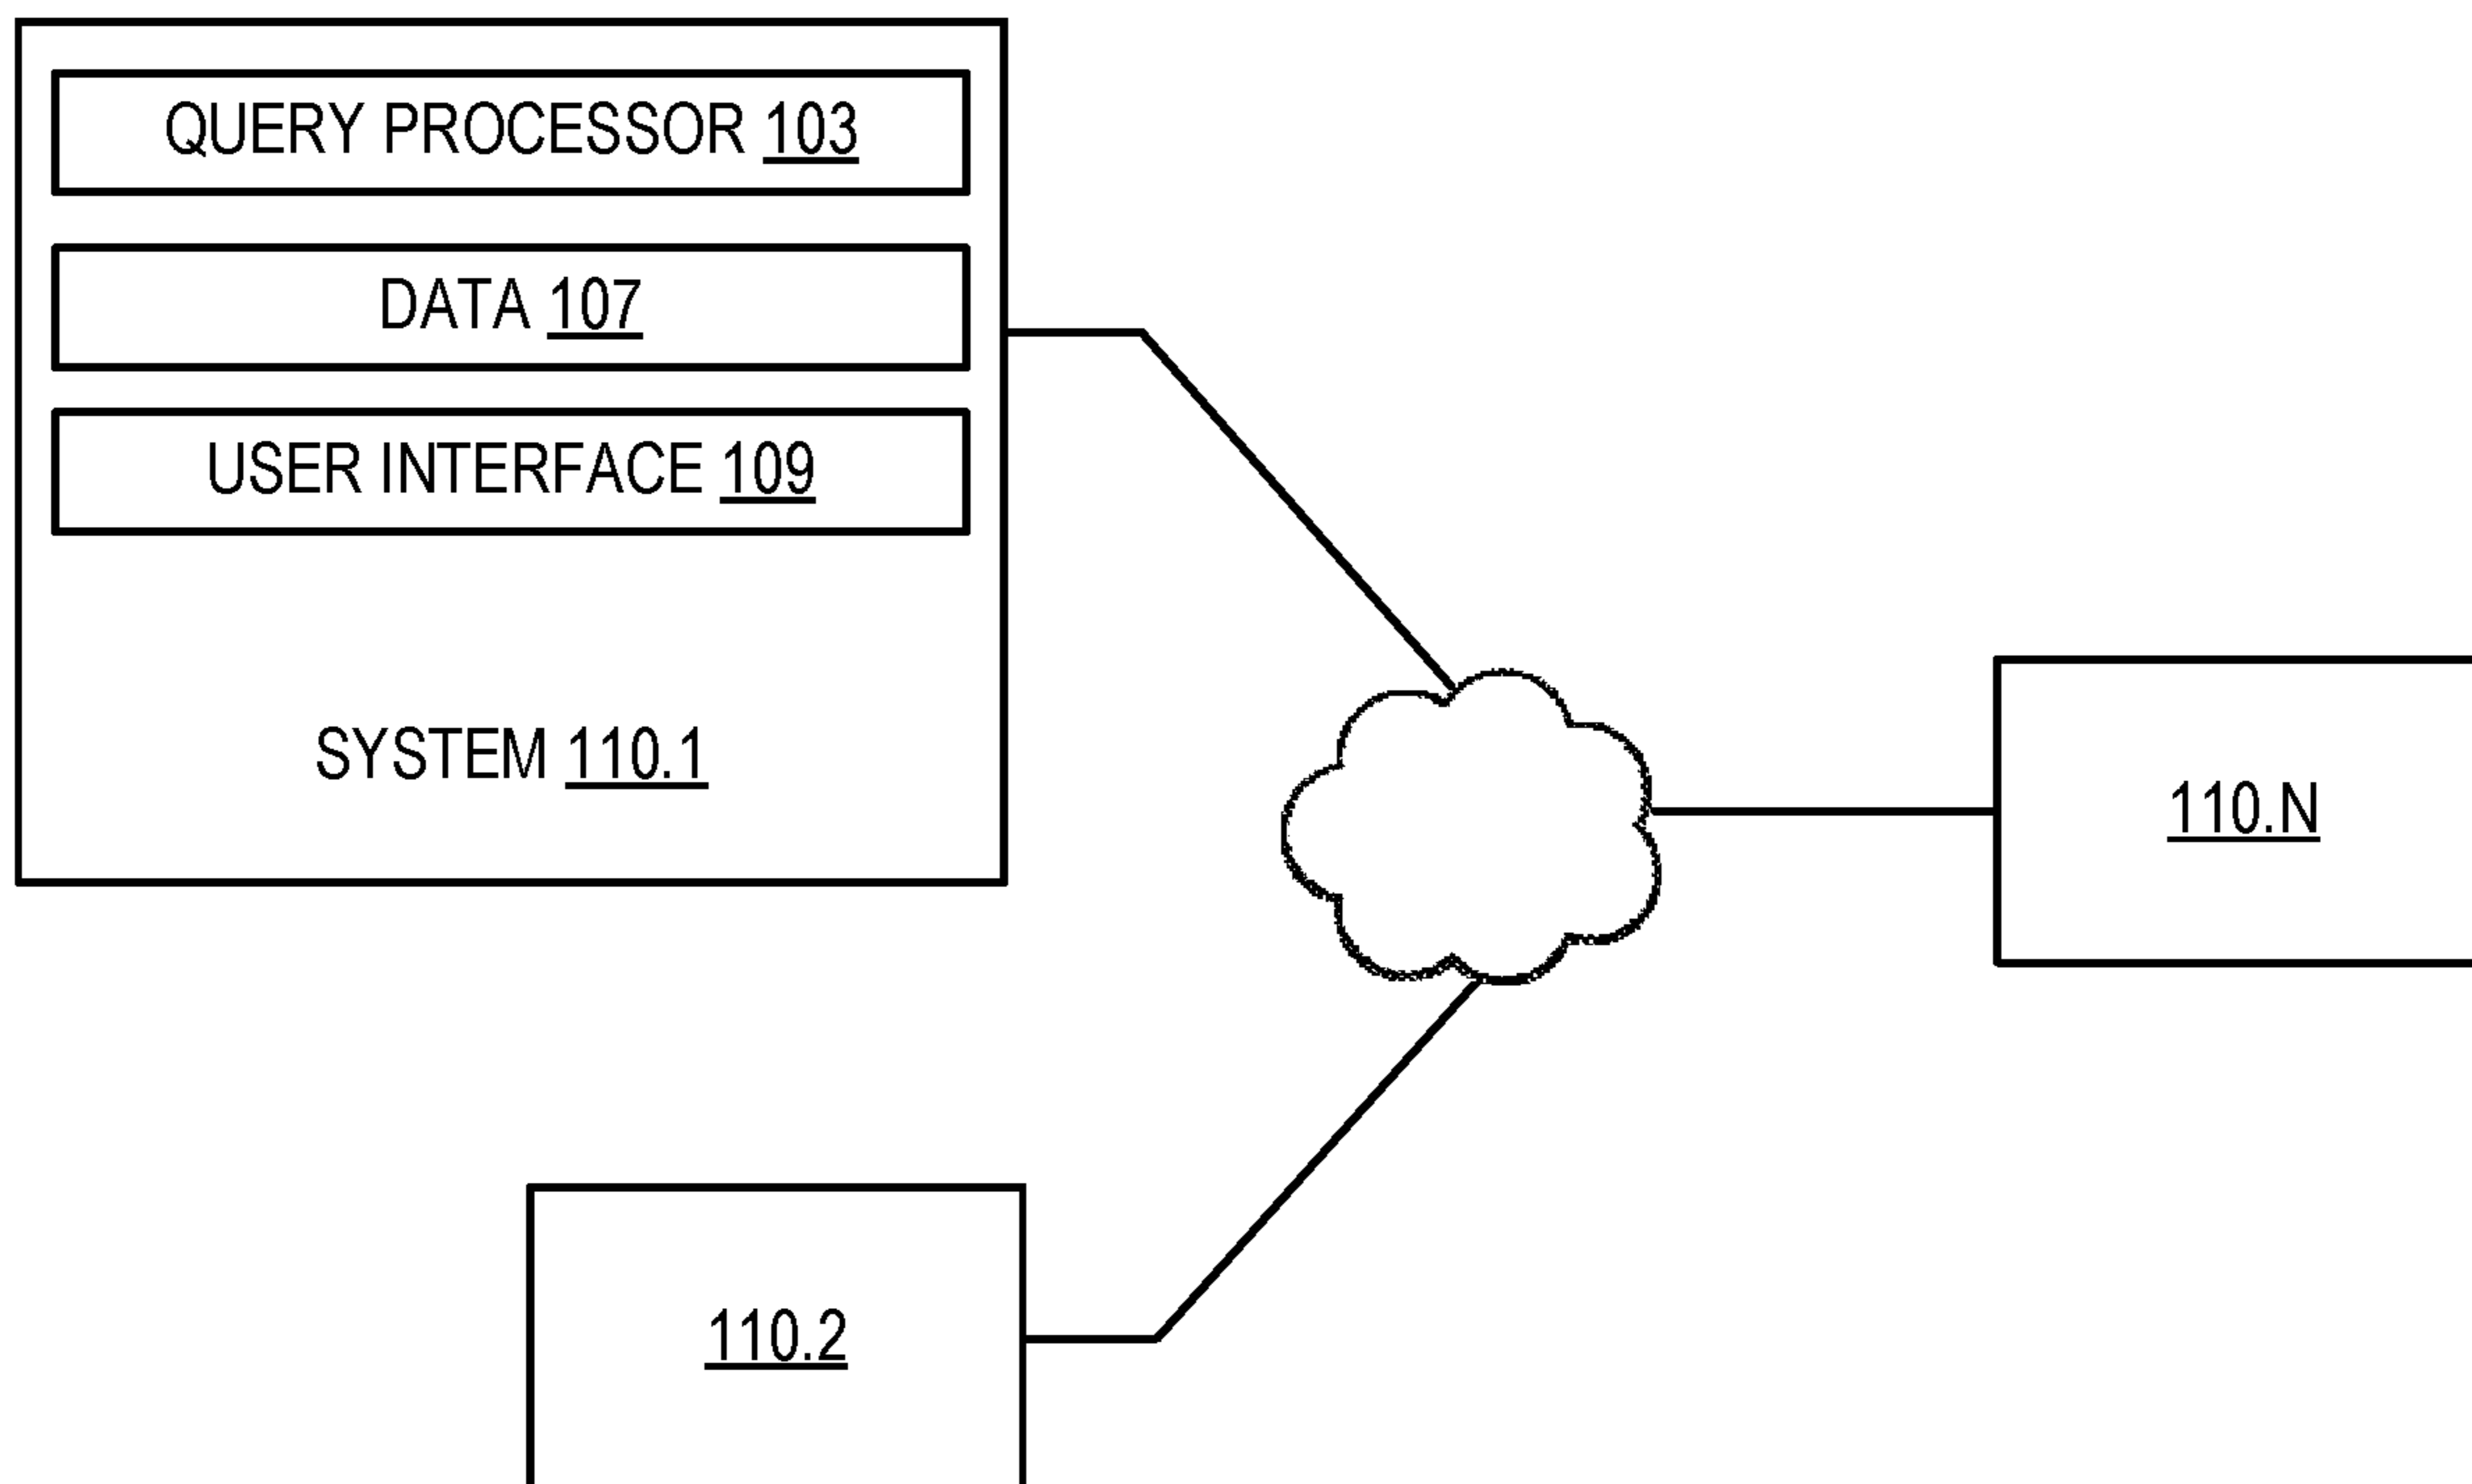 QUERY PROCESSOR 103
DATA 107
USER INTERFACE 109
SYSTEM 110.1
110.N
110.2